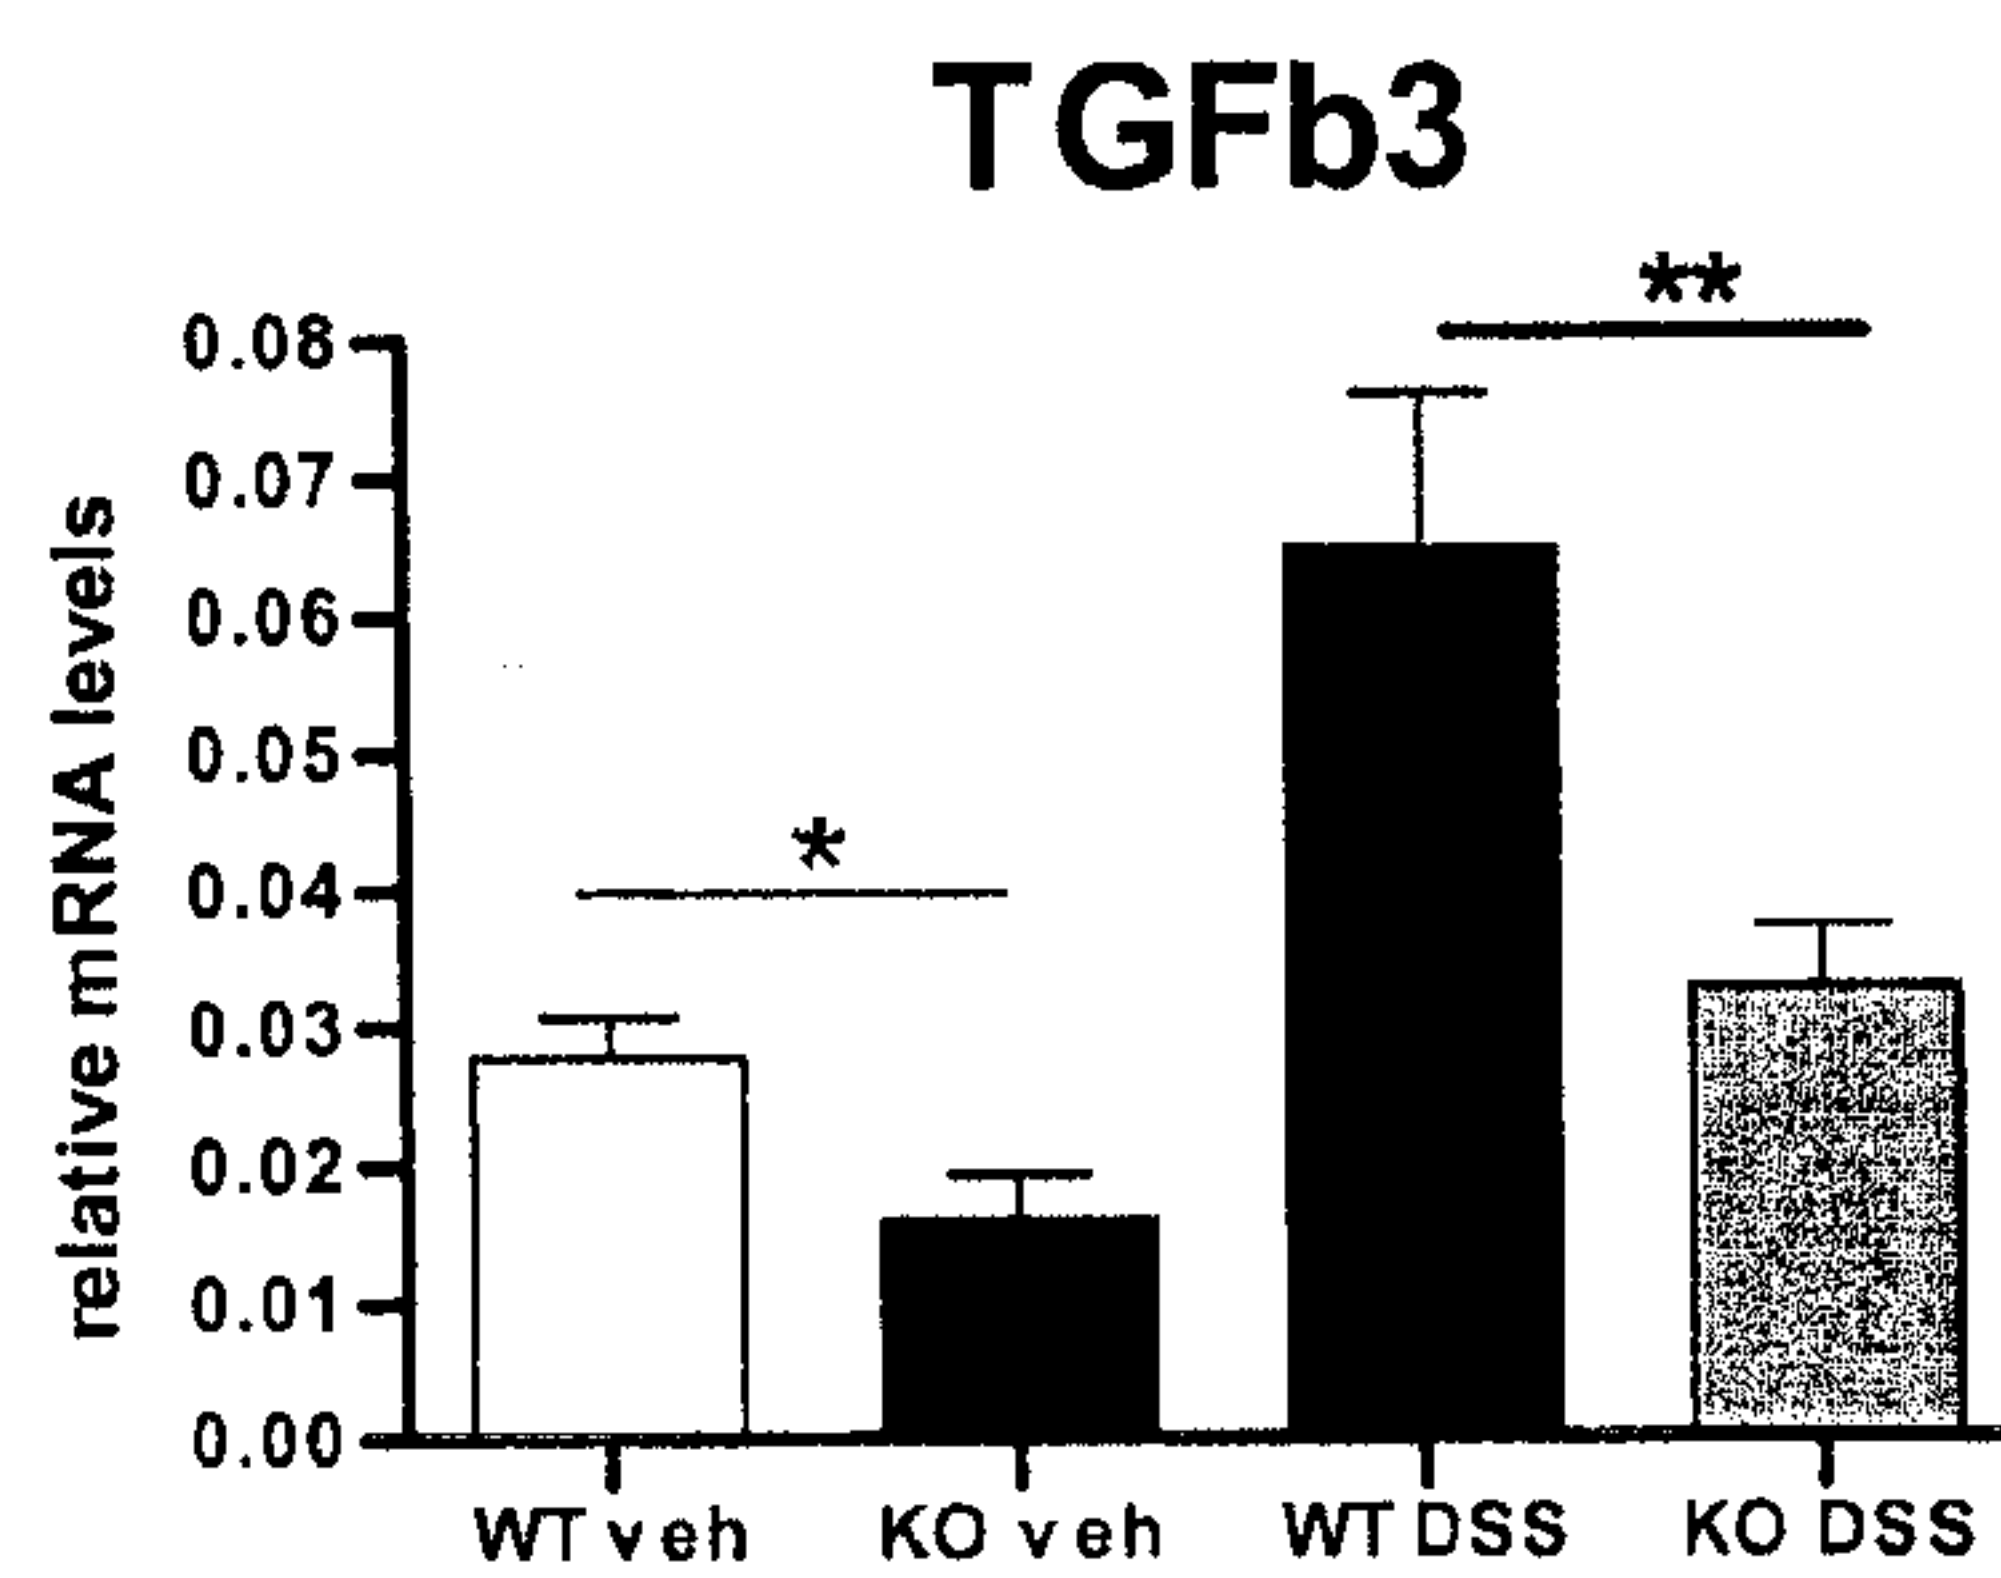 TGFb3
**
0.08
0.07
0.06
0.05
*
0.04
0.03
0.02
0.01
0.00
relative mRNA levels
WT veh
KO veh
WT DSS
KO DSS